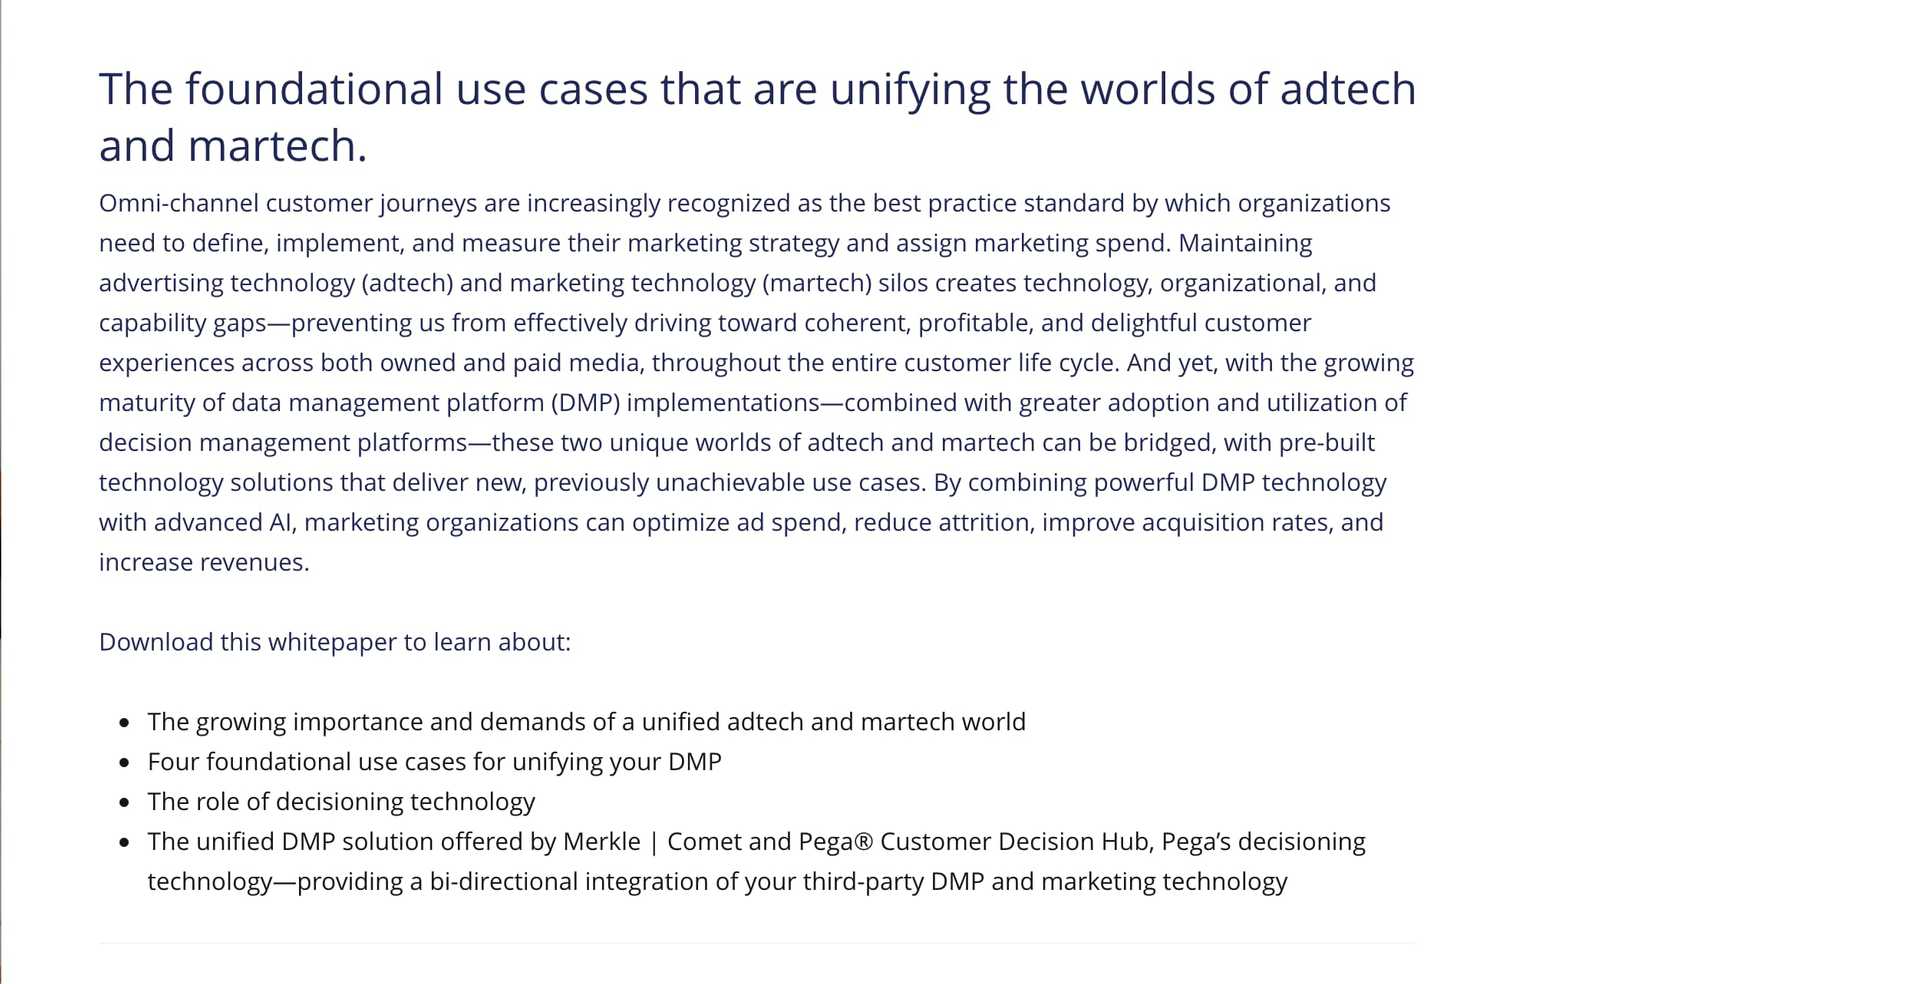 The foundational use cases that are unifying the worlds of adtech
and martech.
Omni-channel customer journeys are increasingly recognized as the best practice standard by which organizations
need to define, implement, and measure their marketing strategy and assign marketing spend. Maintaining
advertising technology (adtech) and marketing technology (martech) silos creates technology, organizational, and
capability gaps—preventing us from effectively driving toward coherent, profitable, and delightful customer
experiences across both owned and paid media, throughout the entire customer life cycle. And yet, with the growing
maturity of data management platform (DMP) implementations—combined with greater adoption and utilization of
decision management platforms—these two unique worlds of adtech and martech can be bridged, with pre-built
technology solutions that deliver new, previously unachievable use cases. By combining powerful DMP technology
with advanced AI, marketing organizations can optimize ad spend, reduce attrition, improve acquisition rates, and
increase revenues.
Download this whitepaper to learn about:
• The growing importance and demands of a unified adtech and martech world
• Four foundational use cases for unifying your DMP
• The role of decisioning technology
• The unified DMP solution offered by Merkle | Comet and Pega® Customer Decision Hub, Pega’s decisioning
technology—providing a bi-directional integration of your third-party DMP and marketing technology